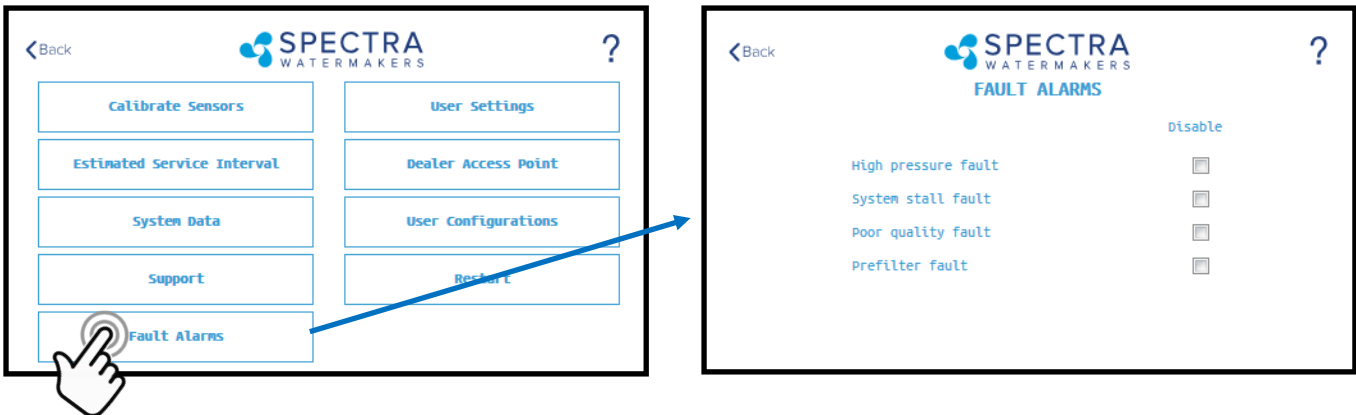 Back
SPECTRA
WATERMAKERS
?
Calibrate Sensors
User Settings
Estimated Service Interval
Dealer Access Point
System Data
User Configurations
Support
Restart
Fault Alarms
Back
SPECTRA
WATERMAKERS
?
FAULT ALARMS
Disable
High pressure fault
System stall fault
Poor quality fault
Prefilter fault